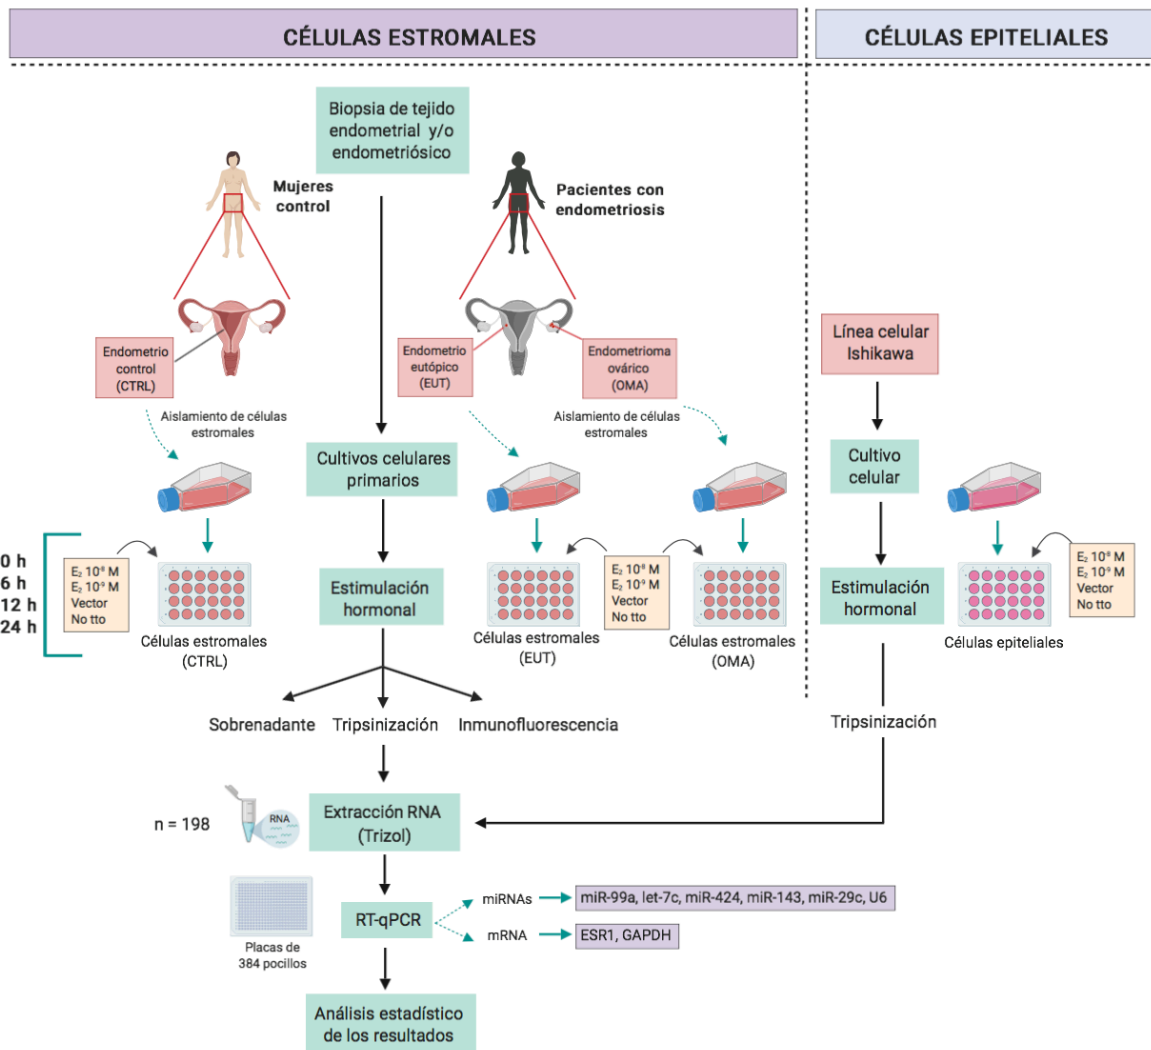 CÉLULAS ESTROMALES
CÉLULAS EPITELIALES
Biopsia de tejido
endometrial y/o
endometriósico
Mujeres
control
Pacientes con
endometriosis
Endometrio
control
(CTRL)
Endometrio
eutópico
(EUT)
Endometrioma
ovárico
(OMA)
Línea celular
Ishikawa
Aislamiento de células
estromales
Aislamiento de células
estromales
Cultivos celulares
primarios
Cultivo
celular
0 h
6 h
12 h
24 h
E₂ 10⁻⁸ M
E₂ 10⁻⁹ M
Vector
No tto
Células estromales
(CTRL)
Estimulación
hormonal
Células estromales
(EUT)
E₂ 10⁻⁸ M
E₂ 10⁻⁹ M
Vector
No tto
Células estromales
(OMA)
Estimulación
hormonal
Células epiteliales
E₂ 10⁻⁸ M
E₂ 10⁻⁹ M
Vector
No tto
Sobrenadante
Tripsinización
Inmunofluorescencia
Tripsinización
n = 198
RNA
Extracción RNA
(Trizol)
Placas de
384 pocillos
RT-qPCR
miRNAs
miR-99a, let-7c, miR-424, miR-143, miR-29c, U6
mRNA
ESR1, GAPDH
Análisis estadístico
de los resultados